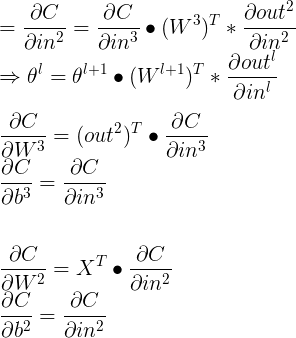 = ∂C/∂in² = ∂C/∂in³ • (W³)ᵀ * ∂out²/∂in²
⇒ θˡ = θˡ⁺¹ • (Wˡ⁺¹)ᵀ * ∂outˡ/∂inˡ
∂C/∂W³ = (out²)ᵀ • ∂C/∂in³
∂C/∂b³ = ∂C/∂in³
∂C/∂W² = Xᵀ • ∂C/∂in²
∂C/∂b² = ∂C/∂in²